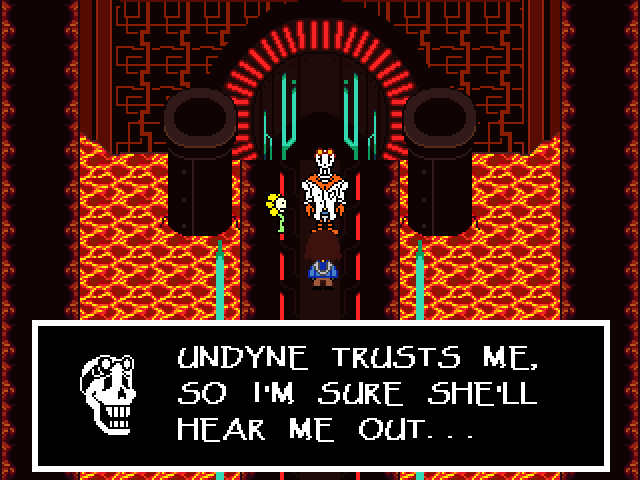 UNDYNE TRUSTS ME,
SO I'M SURE SHE'LL
HEAR ME OUT...